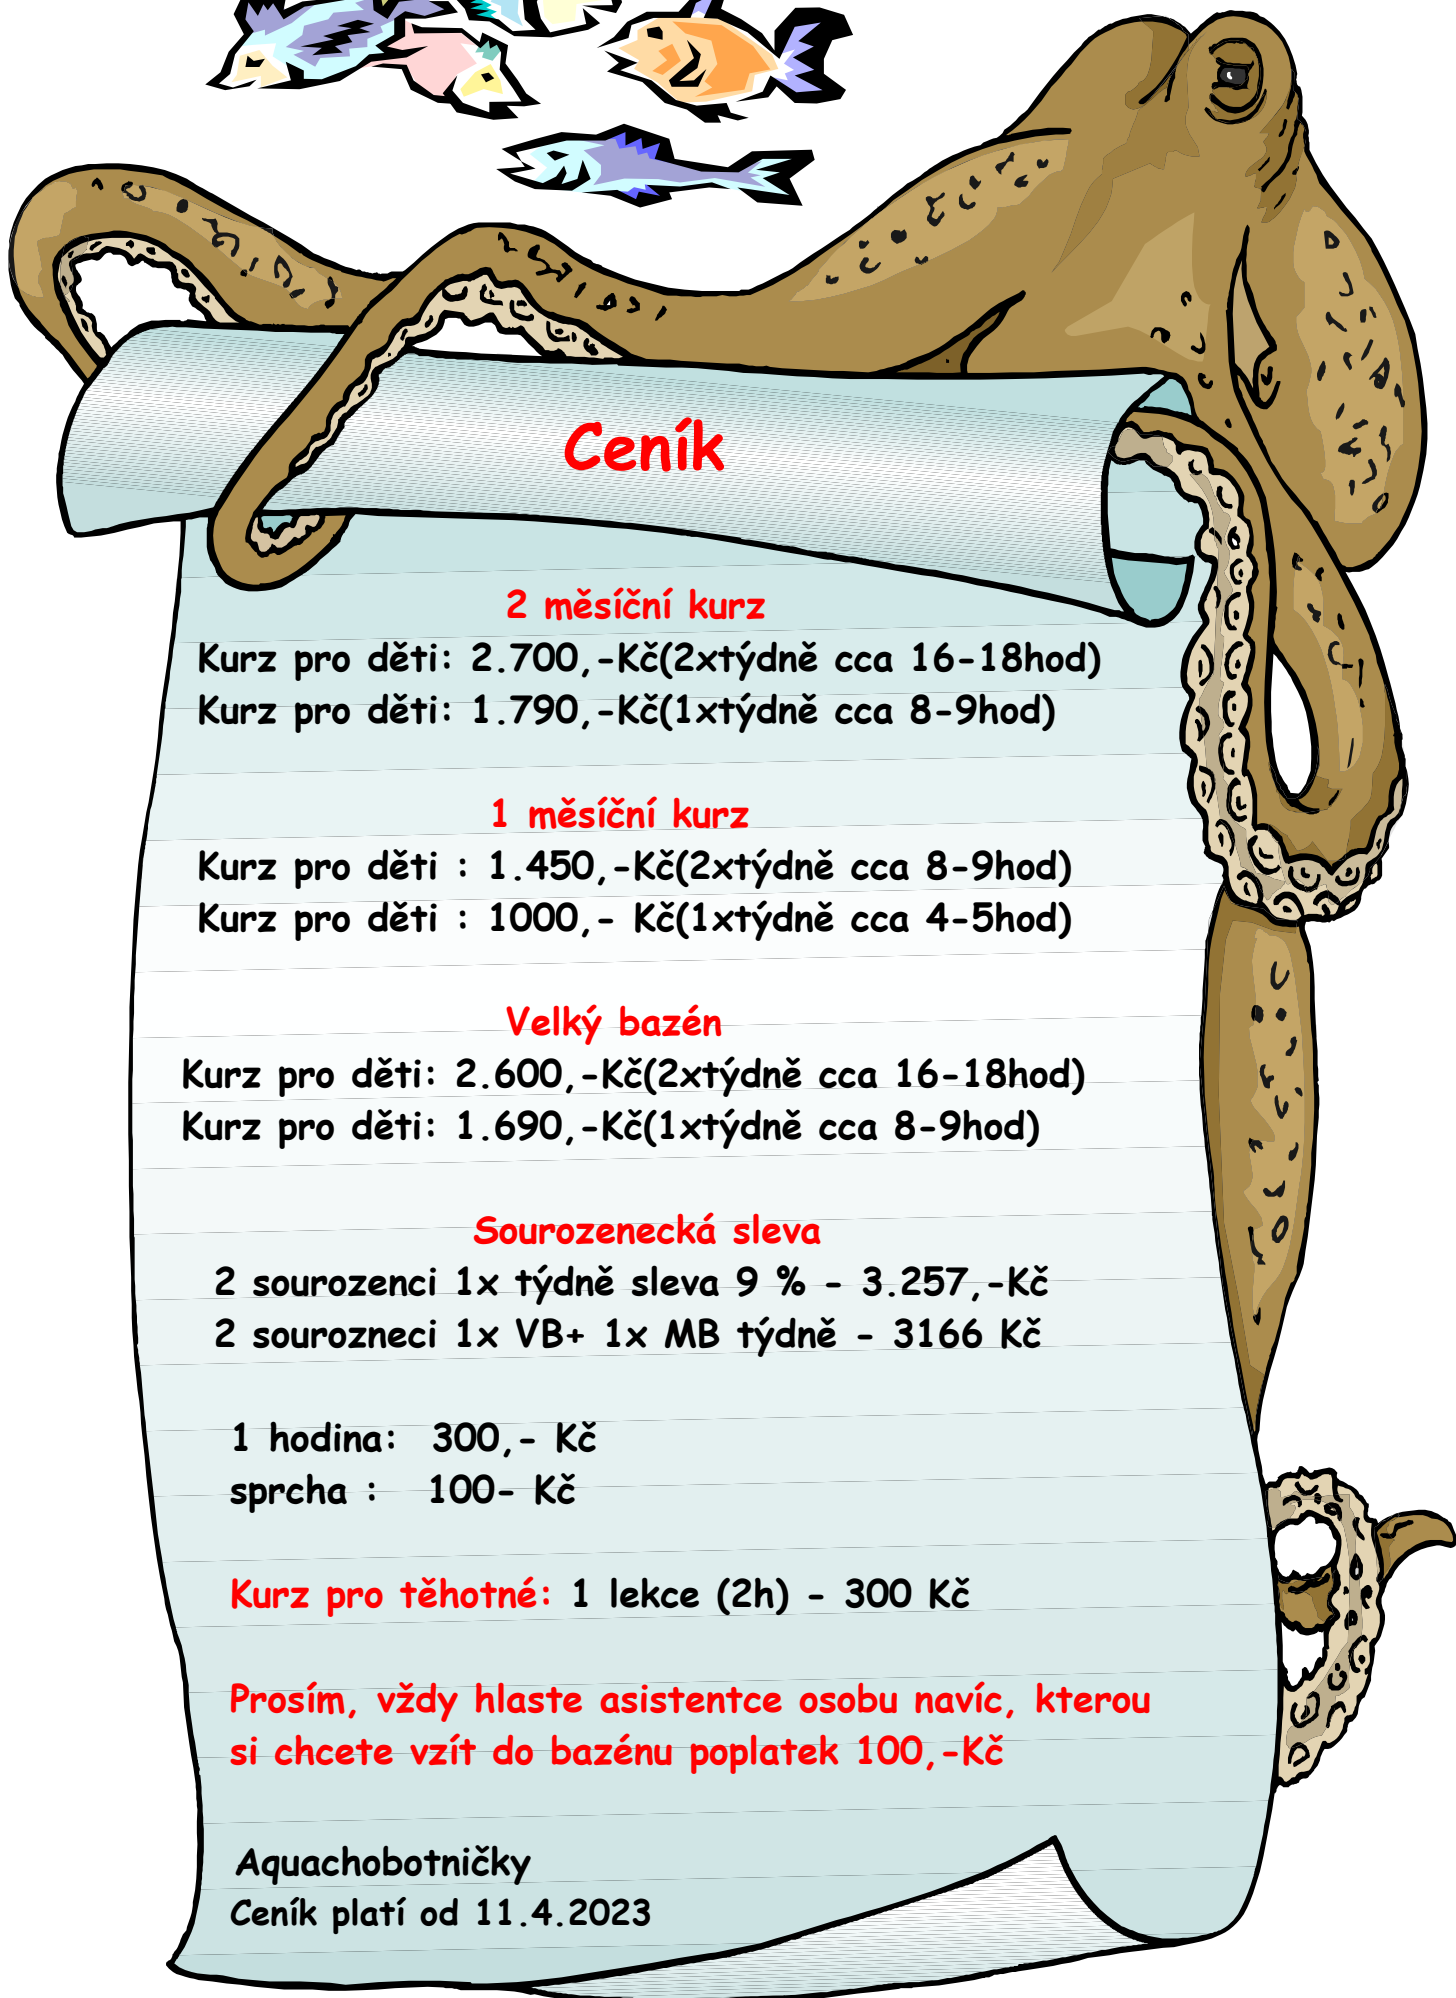 Ceník
2 měsíční kurz
Kurz pro děti: 2.700,-Kč(2xtýdně cca 16-18hod)
Kurz pro děti: 1.790,-Kč(1xtýdně cca 8-9hod)
1 měsíční kurz
Kurz pro děti : 1.450,-Kč(2xtýdně cca 8-9hod)
Kurz pro děti : 1000,- Kč(1xtýdně cca 4-5hod)
Velký bazén
Kurz pro děti: 2.600,-Kč(2xtýdně cca 16-18hod)
Kurz pro děti: 1.690,-Kč(1xtýdně cca 8-9hod)
Sourozenecká sleva
2 sourozenci 1x týdně sleva 9 % - 3.257,-Kč
2 sourozneci 1x VB+ 1x MB týdně - 3166 Kč
1 hodina: 300,- Kč
sprcha : 100- Kč
Kurz pro těhotné: 1 lekce (2h) - 300 Kč
Prosím, vždy hlaste asistentce osobu navíc, kterou
si chcete vzít do bazénu poplatek 100,-Kč
Aquachobotničky
Ceník platí od 11.4.2023